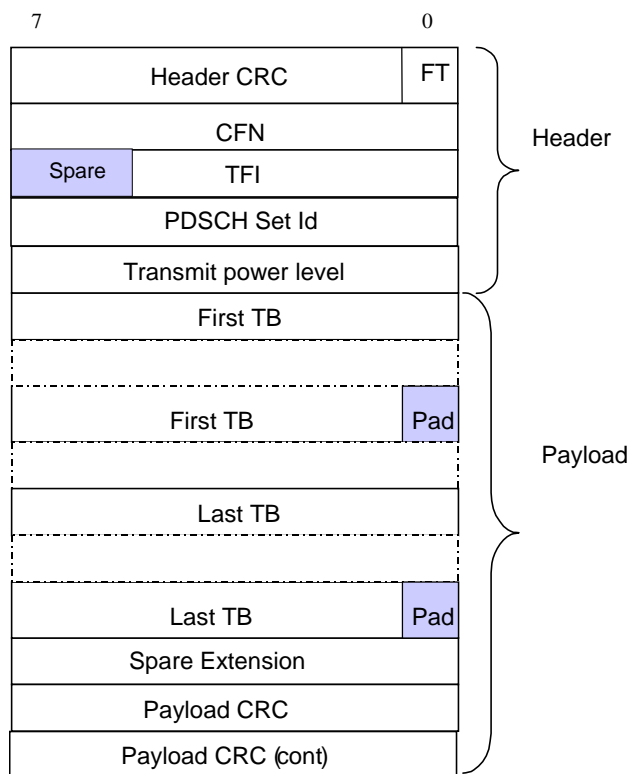 7 0
Header CRC FT
CFN
Header
Spare TFI
PDSCH Set Id
Transmit power level
First TB
First TB Pad
Payload
Last TB
Last TB Pad
Spare Extension
Payload CRC
Payload CRC (cont)